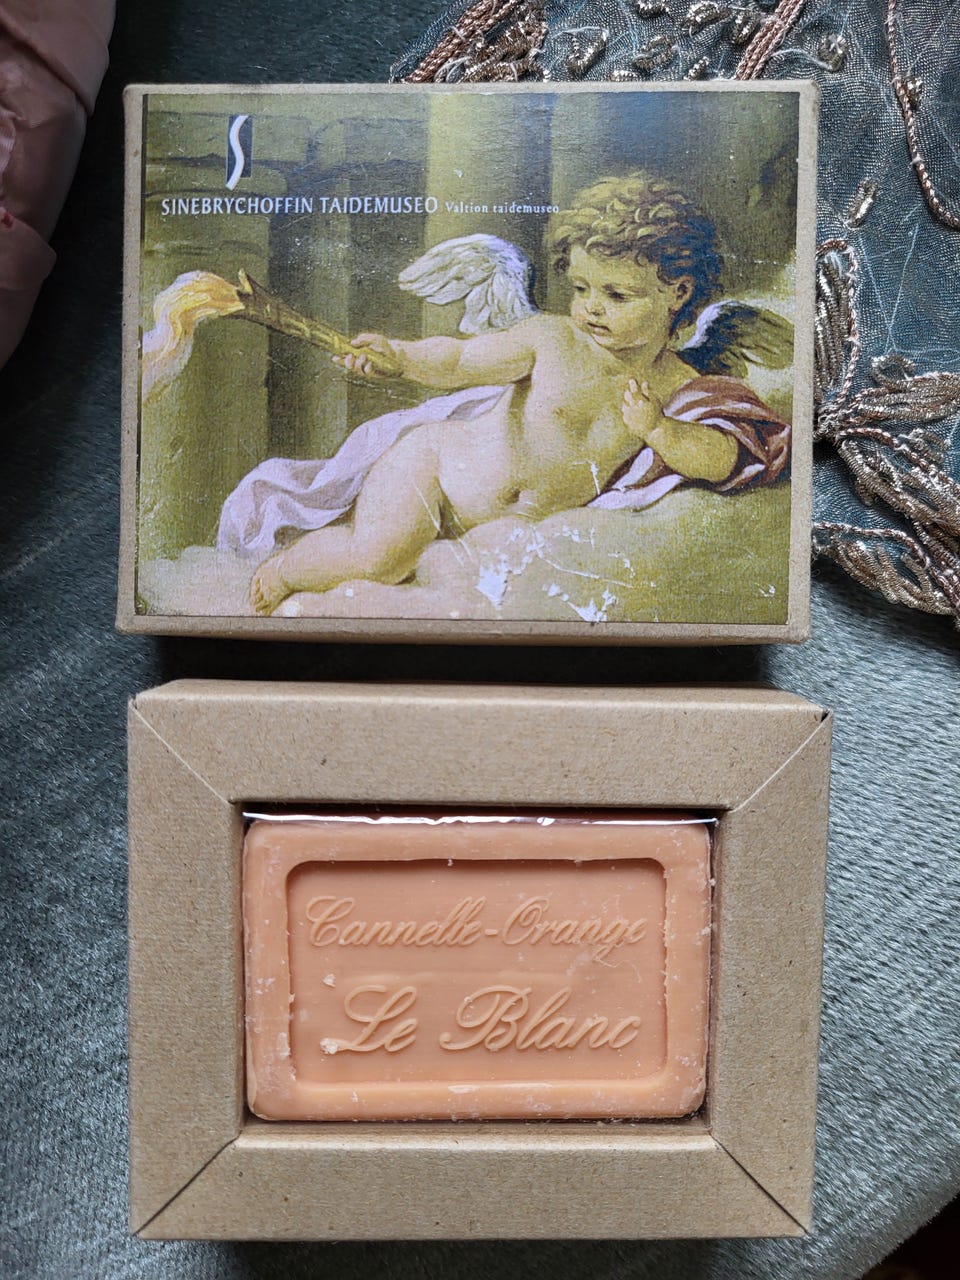 S
SINEBRYCHOFFIN TAIDEMUSEO Valtion taidemuseo
Cannelle-Orange
Le Blanc